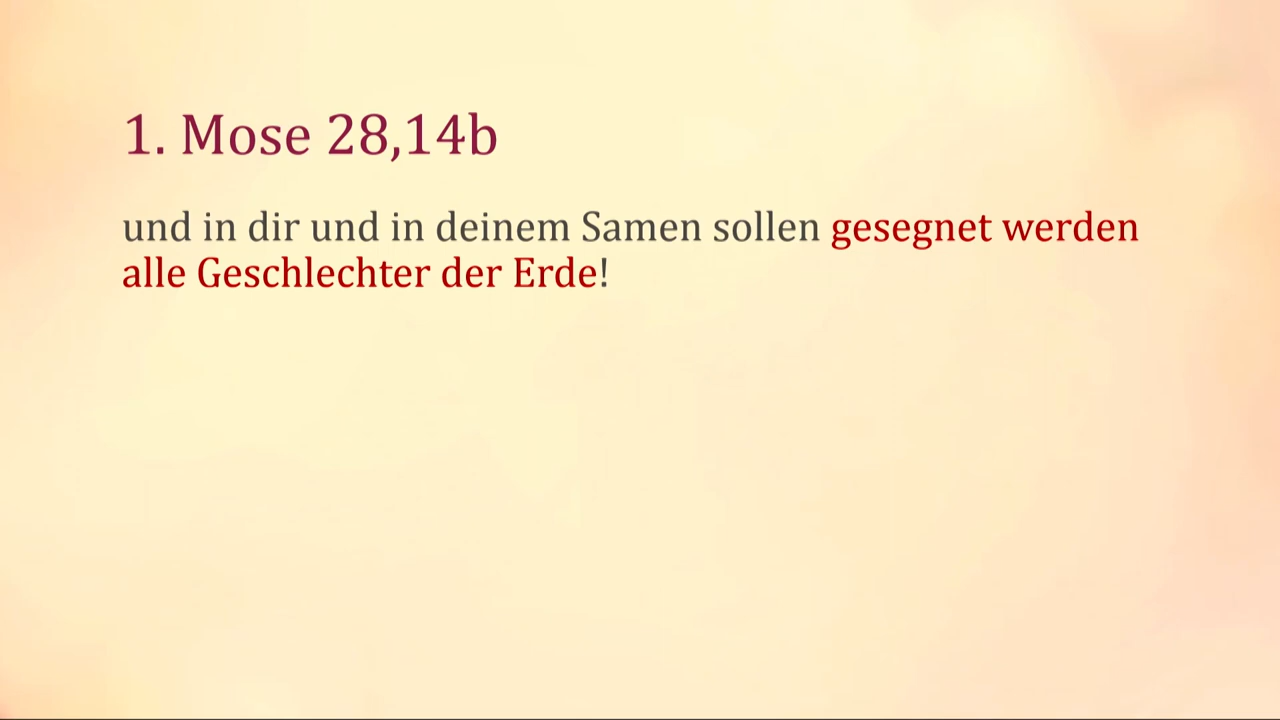 1. Mose 28,14b
und in dir und in deinem Samen sollen gesegnet werden
alle Geschlechter der Erde!